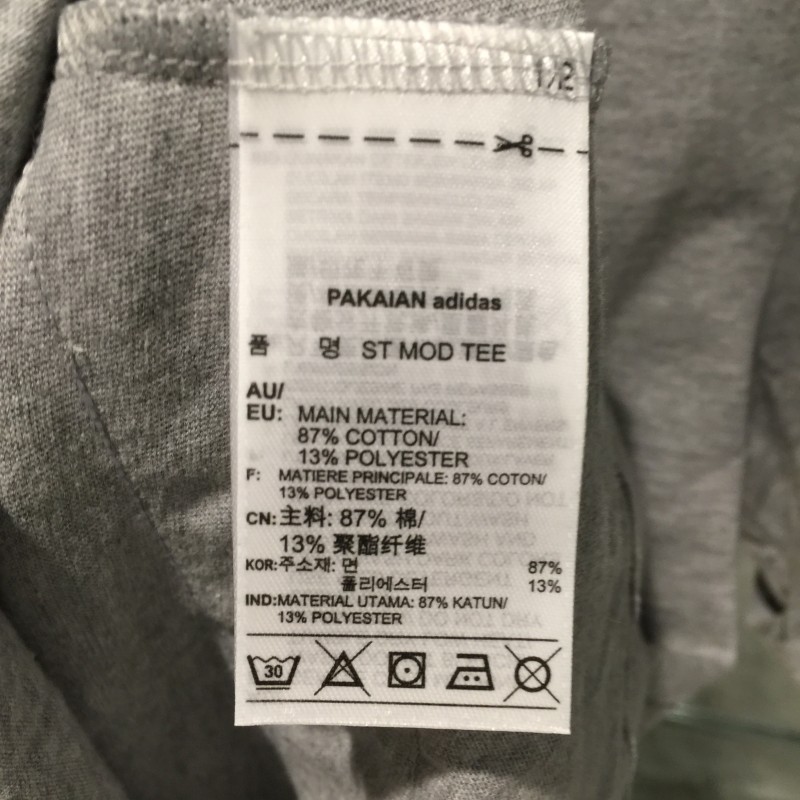 1/2
PAKAIAN adidas
품 명 ST MOD TEE
AU/
EU: MAIN MATERIAL:
87% COTTON/
13% POLYESTER
F: MATIERE PRINCIPALE: 87% COTON/
13% POLYESTER
CN:主料: 87% 棉/
13% 聚酯纤维
KOR:주소재: 면 87%
폴리에스터 13%
IND:MATERIAL UTAMA: 87% KATUN/
13% POLYESTER
30